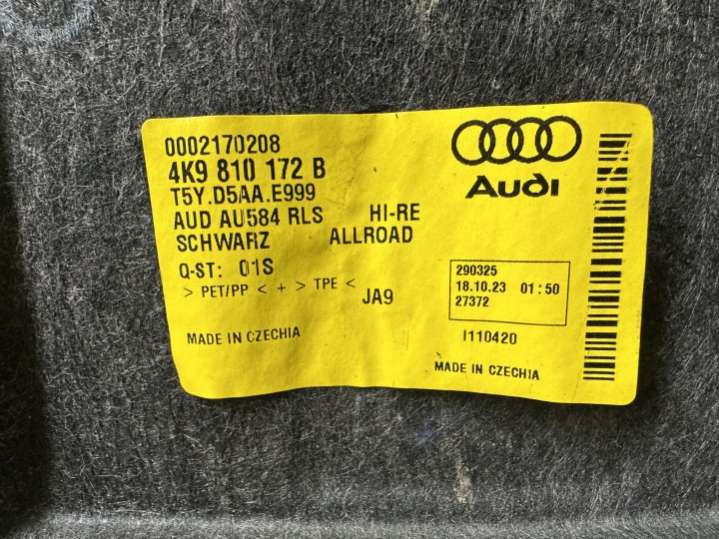 0002170208
4K9 810 172 B
T5Y.D5AA.E999
AUD AU584 RLS HI-RE
SCHWARZ ALLROAD
Q-ST: 01S
> PET/PP < + > TPE <
JA9
MADE IN CZECHIA
Audi
290325
18.10.23 01:50
27372
I110420
MADE IN CZECHIA